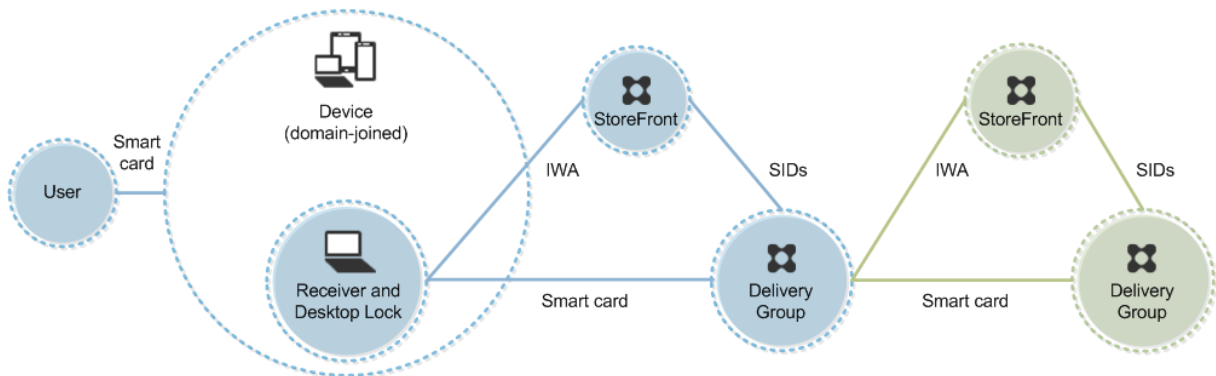 User
Smart
card
Device
(domain-joined)
Receiver and
Desktop Lock
IWA
StoreFront
SIDs
Smart card
Delivery
Group
IWA
StoreFront
SIDs
Smart card
Delivery
Group